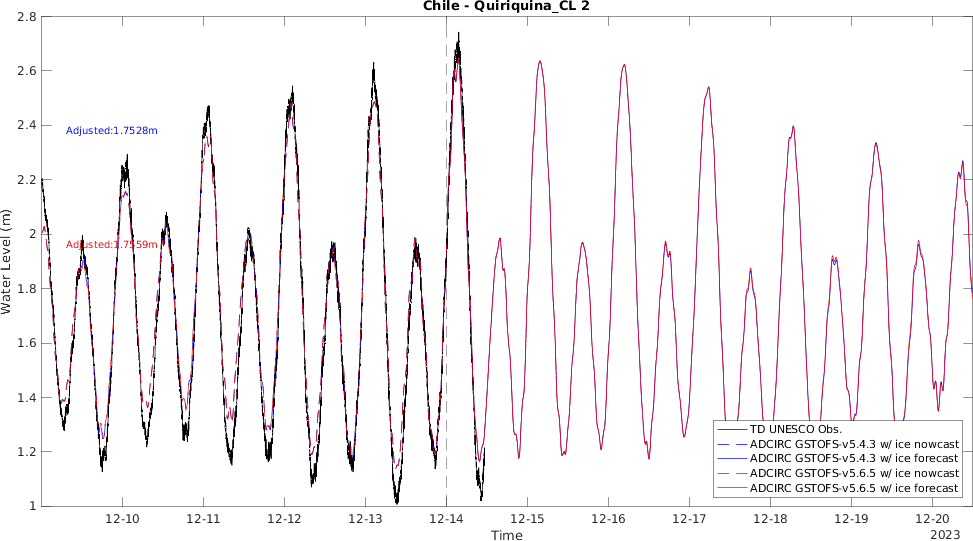 Chile - Quiriquina_CL 2
2.8
2.6
2.4
2.2
2
1.8
1.6
1.4
1.2
1
Water Level (m)
Adjusted:1.7528m
Adjusted:1.7559m
TD UNESCO Obs.
ADCIRC GSTOFS-v5.4.3 w/ ice nowcast
ADCIRC GSTOFS-v5.4.3 w/ ice forecast
ADCIRC GSTOFS-v5.6.5 w/ ice nowcast
ADCIRC GSTOFS-v5.6.5 w/ ice forecast
12-10 12-11 12-12 12-13 12-14 12-15 12-16 12-17 12-18 12-19 12-20
Time
2023